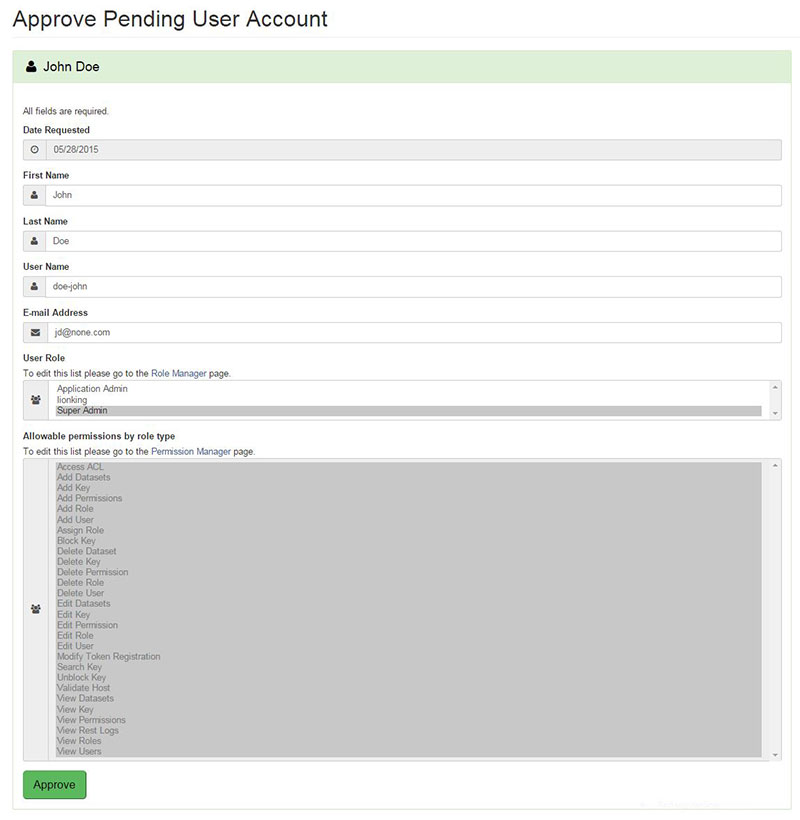 Approve Pending User Account
John Doe
All fields are required.
Date Requested
05/28/2015
First Name
John
Last Name
Doe
User Name
doe-john
E-mail Address
jd@none.com
User Role
To edit this list please go to the Role Manager page.
Application Admin
lionking
Super Admin
Allowable permissions by role type
To edit this list please go to the Permission Manager page.
Access ACL
Add Datasets
Add Key
Add Permissions
Add Role
Add User
Assign Role
Block Key
Delete Dataset
Delete Key
Delete Permission
Delete Role
Delete User
Edit Datasets
Edit Key
Edit Permission
Edit Role
Edit User
Modify Token Registration
Search Key
Unblock Key
Validate Host
View Datasets
View Key
View Permissions
View Rest Logs
View Roles
View Users
Approve